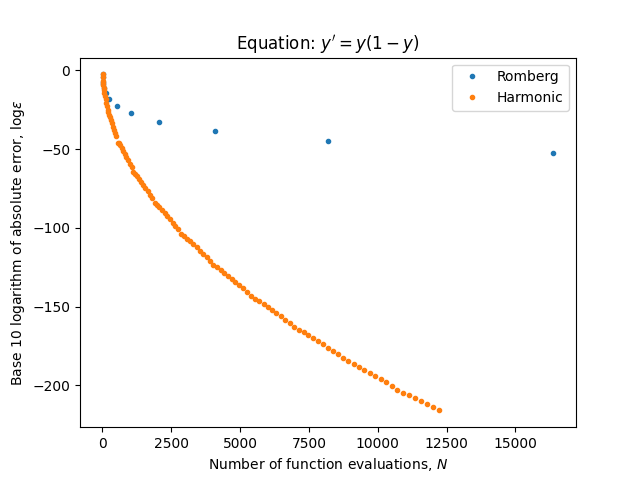 Equation: y′ = y(1 − y)
Romberg
Harmonic
Base 10 logarithm of absolute error, logε
0
−50
−100
−150
−200
0 2500 5000 7500 10000 12500 15000
Number of function evaluations, N